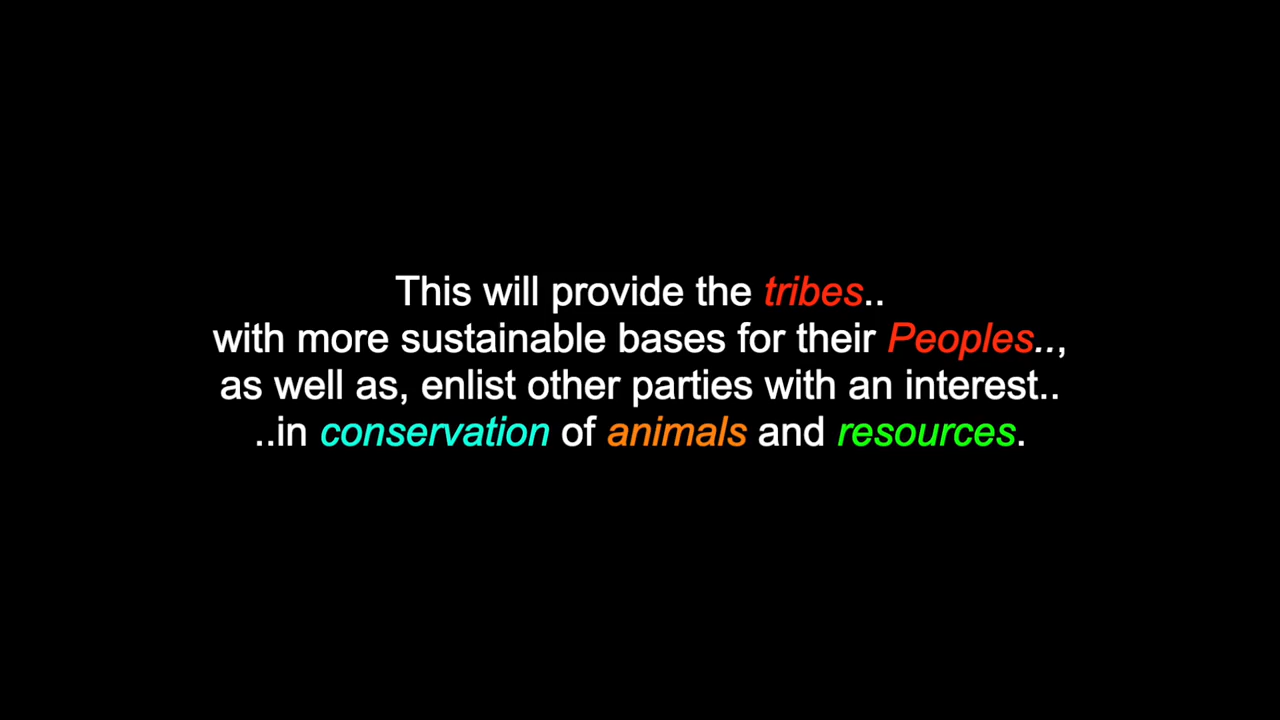 This will provide the tribes..
with more sustainable bases for their Peoples..,
as well as, enlist other parties with an interest..
..in conservation of animals and resources.